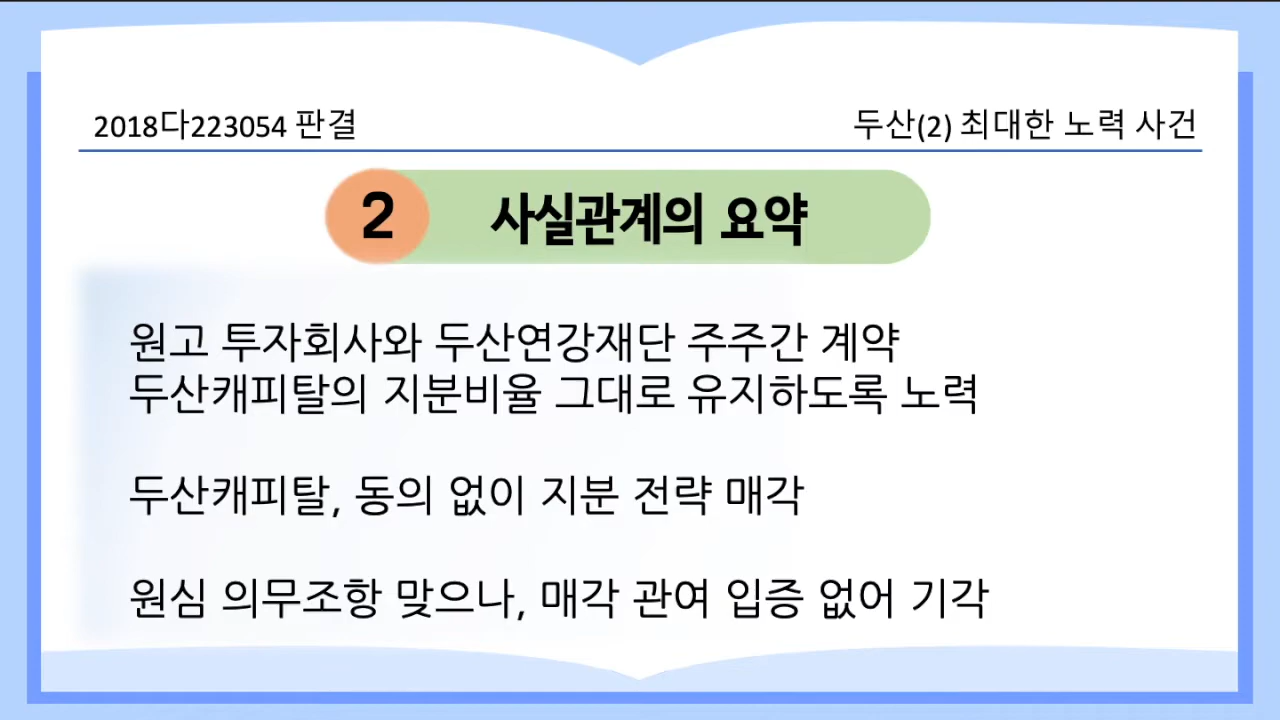 2018다223054 판결
두산(2) 최대한 노력 사건
2 사실관계의 요약
원고 투자회사와 두산연강재단 주주간 계약
두산캐피탈의 지분비율 그대로 유지하도록 노력
두산캐피탈, 동의 없이 지분 전략 매각
원심 의무조항 맞으나, 매각 관여 입증 없어 기각